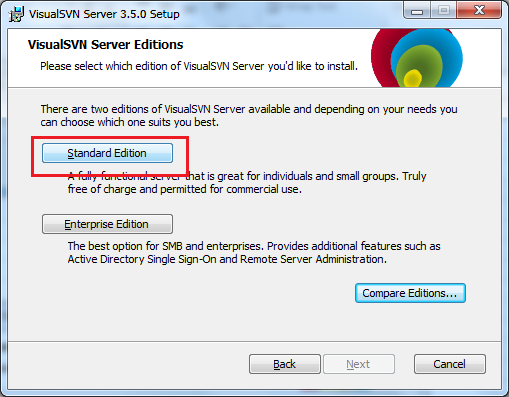 VisualSVN Server 3.5.0 Setup
VisualSVN Server Editions
Please select which edition of VisualSVN Server you'd like to install.
There are two editions of VisualSVN Server available and depending on your needs you
can choose which one suits you best.
Standard Edition
A fully functional server that is great for individuals and small groups. Truly
free of charge and permitted for commercial use.
Enterprise Edition
The best option for SMB and enterprises. Provides additional features such as
Active Directory Single Sign-On and Remote Server Administration.
Compare Editions...
Back
Next
Cancel